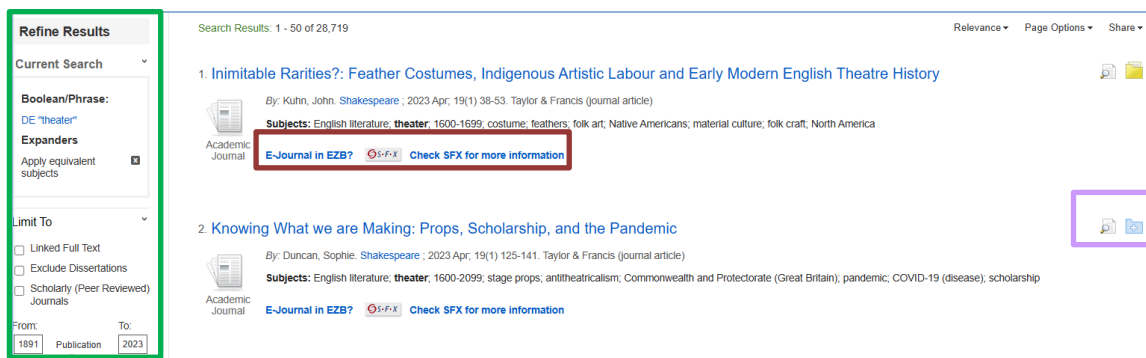 Refine Results
Current Search
Boolean/Phrase:
DE "theater"
Expanders
Apply equivalent
subjects
Limit To
Linked Full Text
Exclude Dissertations
Scholarly (Peer Reviewed)
Journals
From: To:
1891 Publication 2023
Search Results: 1 - 50 of 28,719
Relevance Page Options Share
1. Inimitable Rarities?: Feather Costumes, Indigenous Artistic Labour and Early Modern English Theatre History
By: Kuhn, John. Shakespeare ; 2023 Apr; 19(1) 38-53. Taylor & Francis (journal article)
Subjects: English literature; theater; 1600-1699; costume; feathers; folk art; Native Americans; material culture; folk craft; North America
Academic
Journal
E-Journal in EZB? S·F·X Check SFX for more information
2. Knowing What we are Making: Props, Scholarship, and the Pandemic
By: Duncan, Sophie. Shakespeare ; 2023 Apr; 19(1) 125-141. Taylor & Francis (journal article)
Subjects: English literature; theater; 1600-2099; stage props; antitheatricalism; Commonwealth and Protectorate (Great Britain); pandemic; COVID-19 (disease); scholarship
Academic
Journal
E-Journal in EZB? S·F·X Check SFX for more information